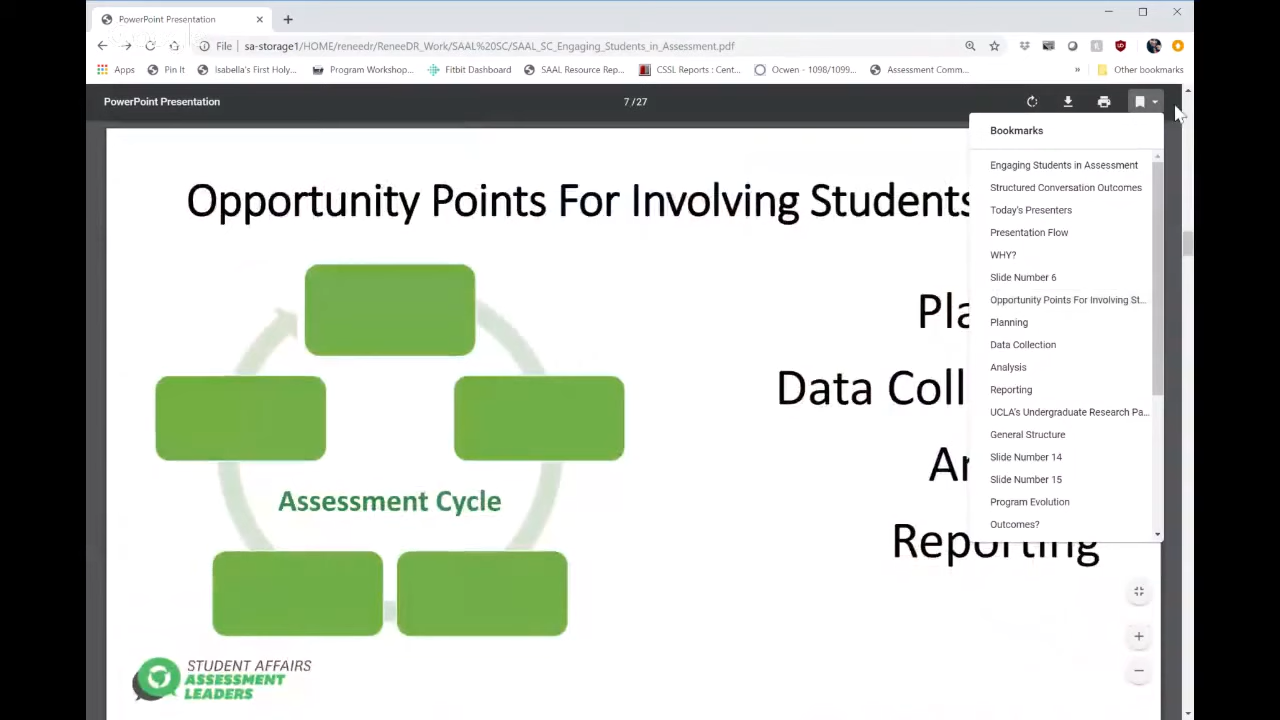 PowerPoint Presentation
File
sa-storage1/HOME/reneedr/ReneeDR_Work/SAAL%20SC/SAAL_SC_Engaging_Students_in_Assessment.pdf
Apps
Pin It
Isabella's First Holy...
Program Workshop...
Fitbit Dashboard
SAAL Resource Rep...
CSSL Reports : Cent...
Ocwen - 1098/1099...
Assessment Comm...
»
Other bookmarks
PowerPoint Presentation
7 / 27
Bookmarks
Engaging Students in Assessment
Structured Conversation Outcomes
Today's Presenters
Presentation Flow
WHY?
Slide Number 6
Opportunity Points For Involving St...
Planning
Data Collection
Analysis
Reporting
UCLA's Undergraduate Research Pa...
General Structure
Slide Number 14
Slide Number 15
Program Evolution
Outcomes?
Opportunity Points For Involving Students
Pla
Data Coll
An
Reporting
Assessment Cycle
STUDENT AFFAIRS
ASSESSMENT
LEADERS